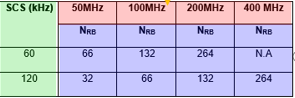 SCS (kHz) 50MHz 100MHz 200MHz 400 MHz
NRB NRB NRB NRB
60 66 132 264 N.A
120 32 66 132 264